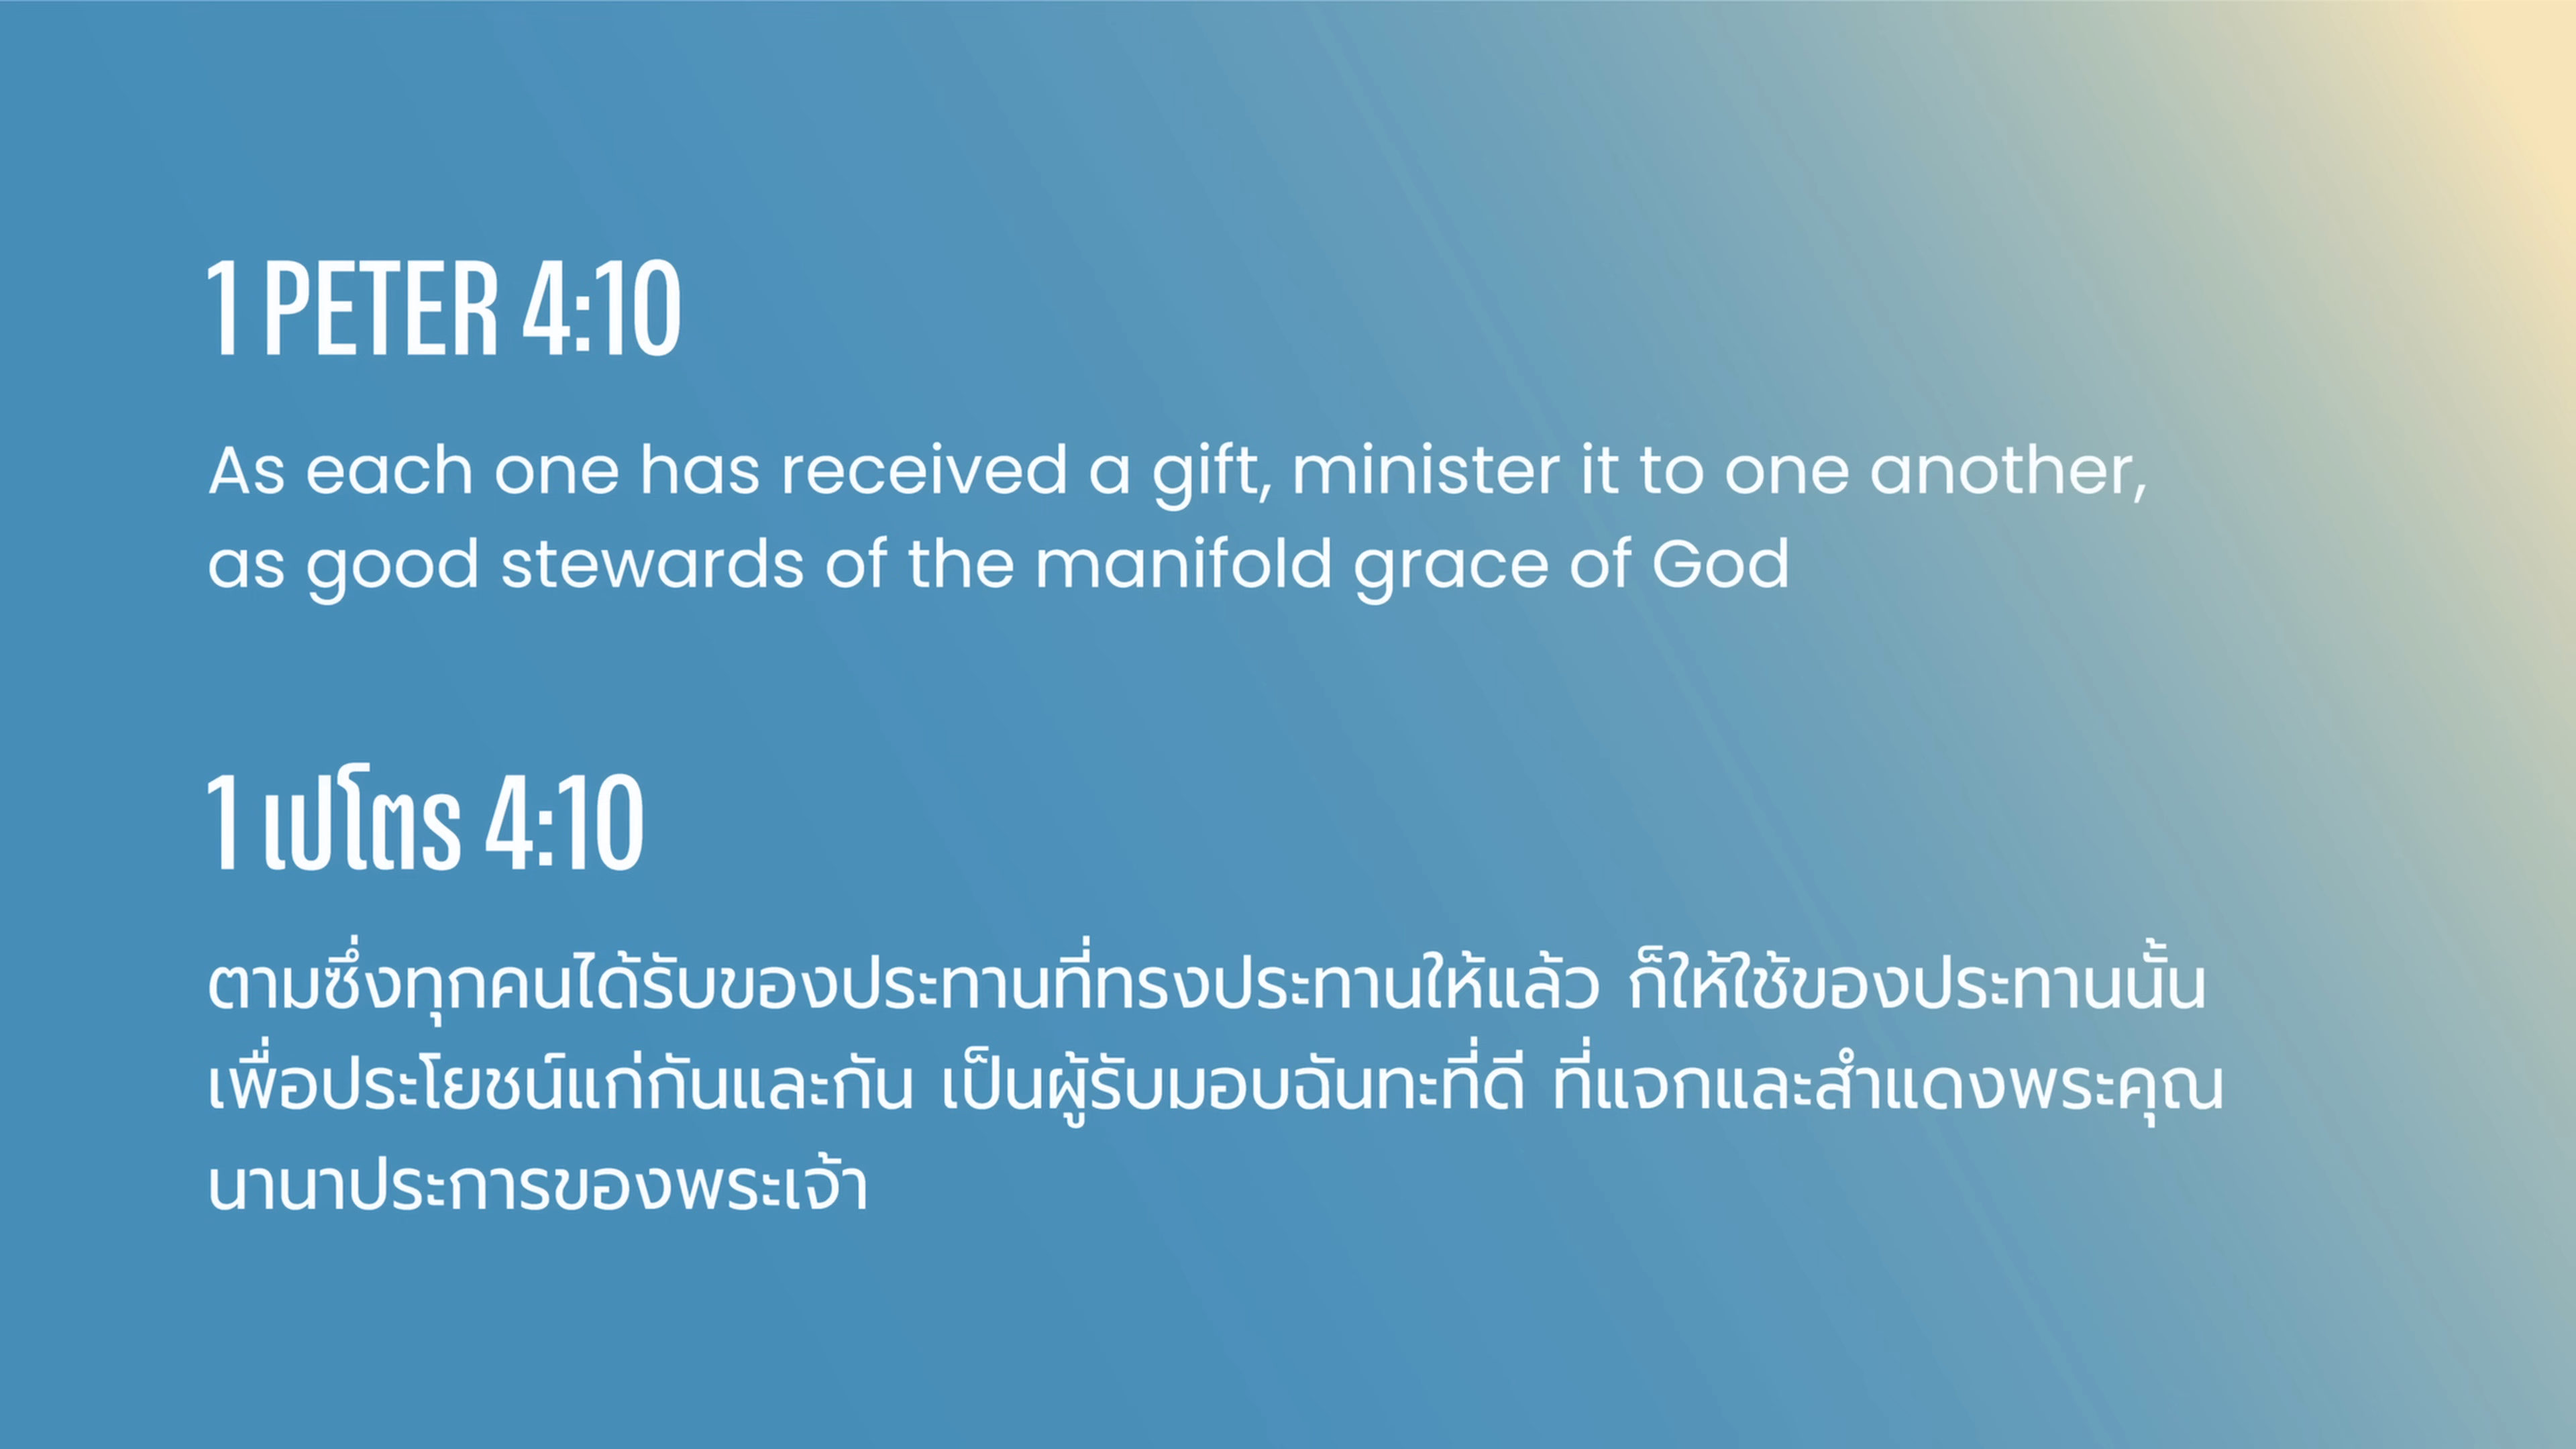 1 PETER 4:10
As each one has received a gift, minister it to one another,
as good stewards of the manifold grace of God
1 เปโตร 4:10
ตามซึ่งทุกคนได้รับของประทานที่ทรงประทานให้แล้ว ก็ให้ใช้ของประทานนั้น
เพื่อประโยชน์แก่กันและกัน เป็นผู้รับมอบฉันทะที่ดี ที่แจกและสำแดงพระคุณ
นานาประการของพระเจ้า